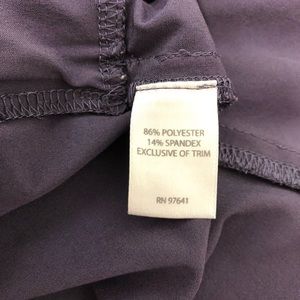 86% POLYESTER
14% SPANDEX
EXCLUSIVE OF TRIM
RN 97641